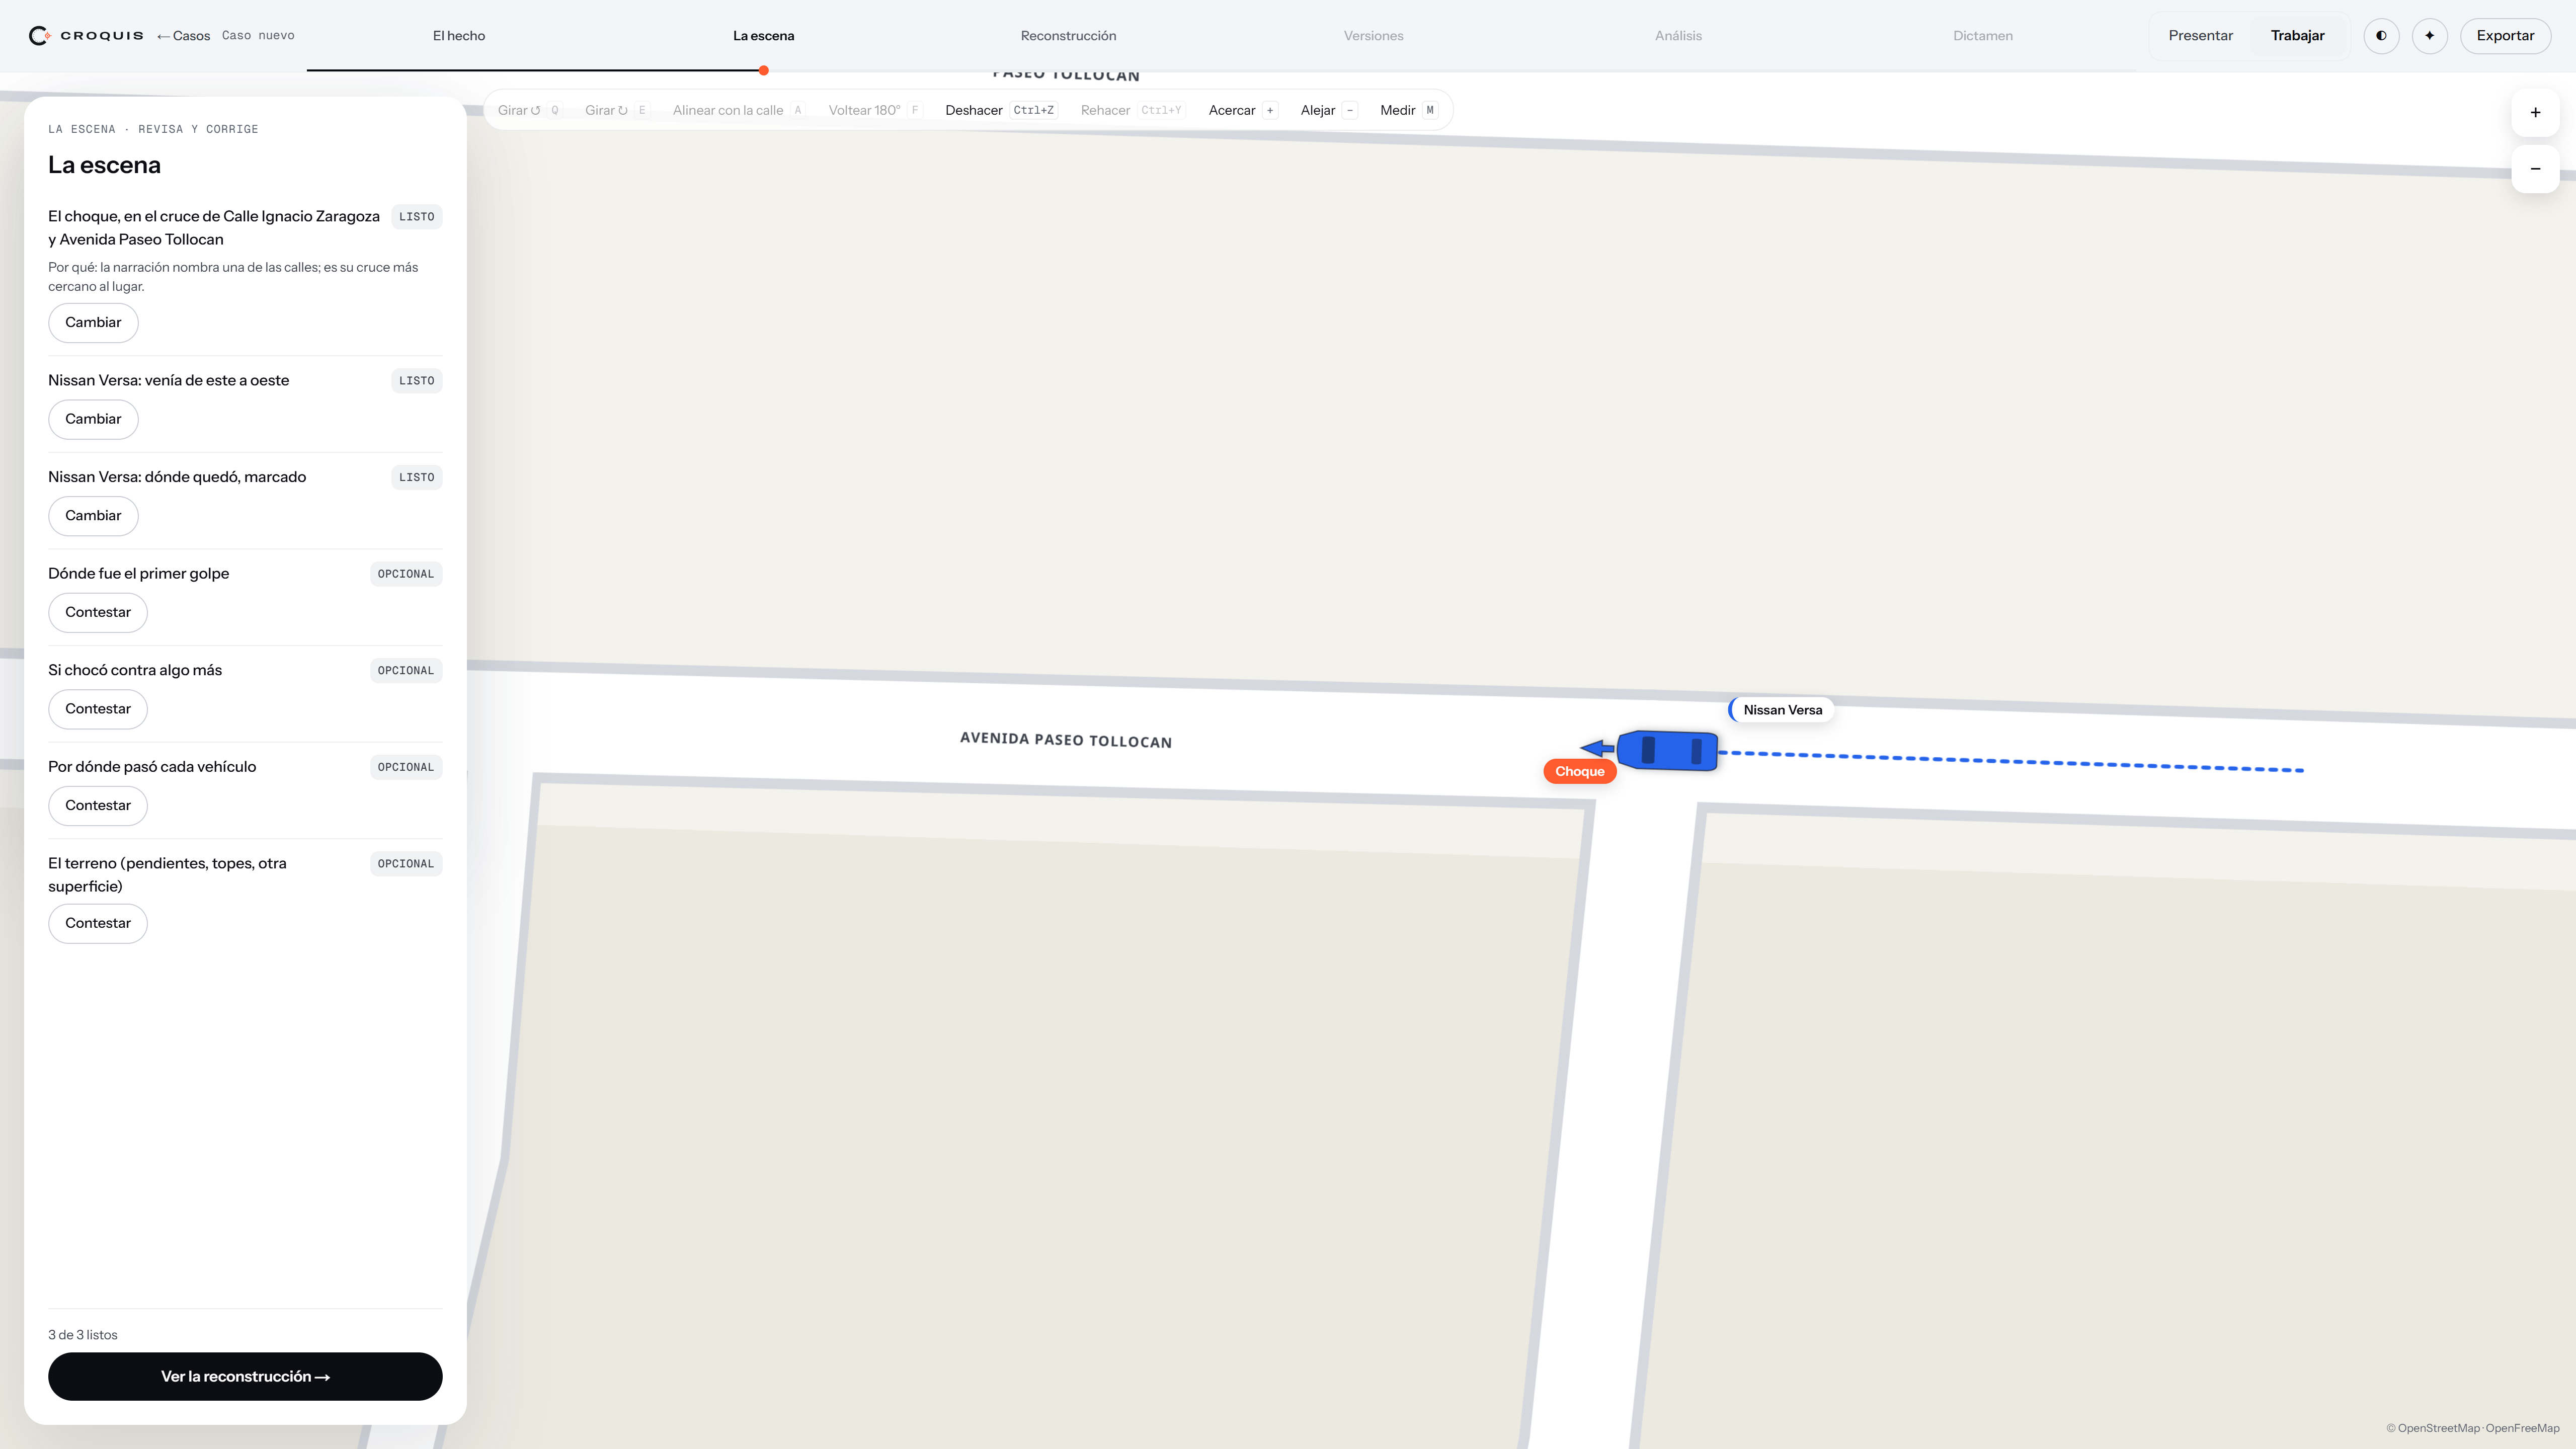 CROQUIS
← Casos
Caso nuevo
El hecho
La escena
Reconstrucción
Versiones
Análisis
Dictamen
Presentar
Trabajar
Exportar
PASEO TOLLOCAN
Girar ↺ Q
Girar ↻ E
Alinear con la calle A
Voltear 180° F
Deshacer Ctrl+Z
Rehacer Ctrl+Y
Acercar +
Alejar −
Medir M
+
−
LA ESCENA · REVISA Y CORRIGE
La escena
El choque, en el cruce de Calle Ignacio Zaragoza
y Avenida Paseo Tollocan
LISTO
Por qué: la narración nombra una de las calles; es su cruce más
cercano al lugar.
Cambiar
Nissan Versa: venía de este a oeste
LISTO
Cambiar
Nissan Versa: dónde quedó, marcado
LISTO
Cambiar
Dónde fue el primer golpe
OPCIONAL
Contestar
Si chocó contra algo más
OPCIONAL
Contestar
Por dónde pasó cada vehículo
OPCIONAL
Contestar
El terreno (pendientes, topes, otra
superficie)
OPCIONAL
Contestar
3 de 3 listos
Ver la reconstrucción →
AVENIDA PASEO TOLLOCAN
Nissan Versa
Choque
© OpenStreetMap · OpenFreeMap